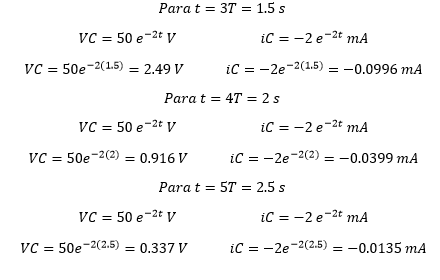 Para t = 3T = 1.5 s
VC = 50 e^{-2t} V iC = −2 e^{-2t} mA
VC = 50e^{-2(1.5)} = 2.49 V iC = −2e^{-2(1.5)} = −0.0996 mA
Para t = 4T = 2 s
VC = 50 e^{-2t} V iC = −2 e^{-2t} mA
VC = 50e^{-2(2)} = 0.916 V iC = −2e^{-2(2)} = −0.0399 mA
Para t = 5T = 2.5 s
VC = 50 e^{-2t} V iC = −2 e^{-2t} mA
VC = 50e^{-2(2.5)} = 0.337 V iC = −2e^{-2(2.5)} = −0.0135 mA